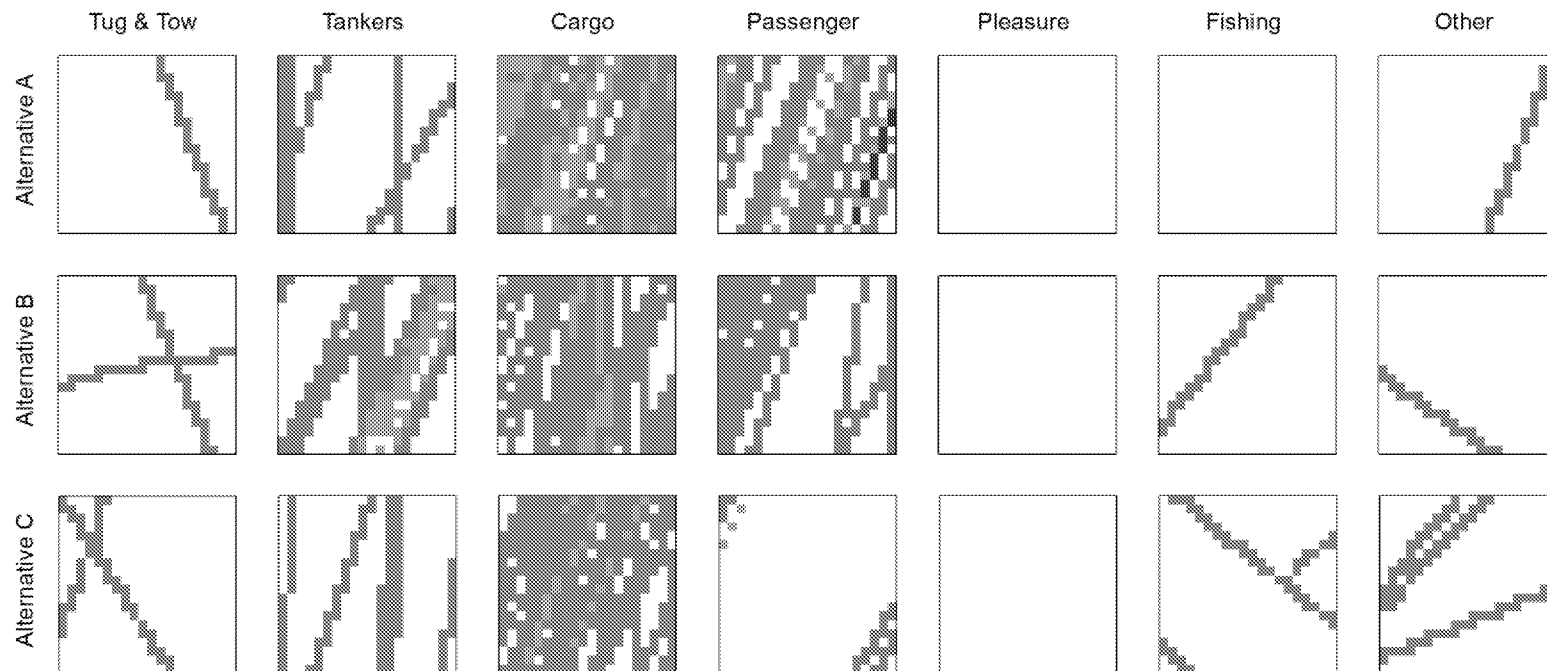 Tug & Tow Tankers Cargo Passenger Pleasure Fishing Other
Alternative A
Alternative B
Alternative C